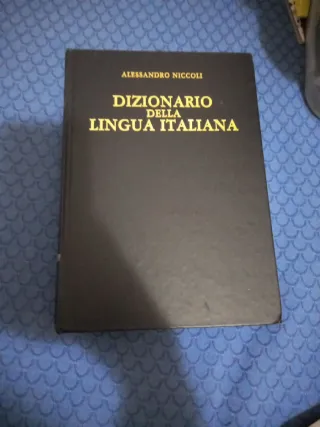 ALESSANDRO NICCOLI
DIZIONARIO
DELLA
LINGUA ITALIANA